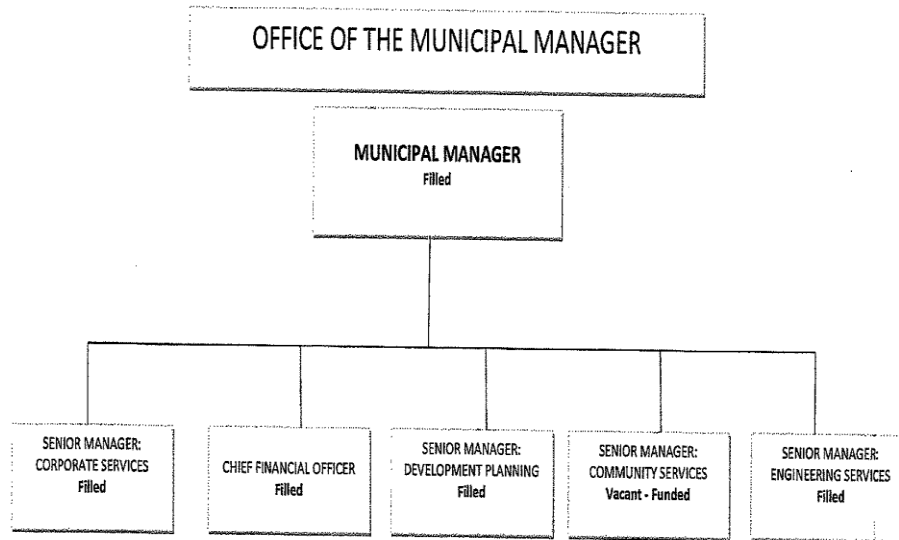 OFFICE OF THE MUNICIPAL MANAGER
MUNICIPAL MANAGER
Filled
SENIOR MANAGER:
CORPORATE SERVICES
Filled
CHIEF FINANCIAL OFFICER
Filled
SENIOR MANAGER:
DEVELOPMENT PLANNING
Filled
SENIOR MANAGER:
COMMUNITY SERVICES
Vacant - Funded
SENIOR MANAGER:
ENGINEERING SERVICES
Filled